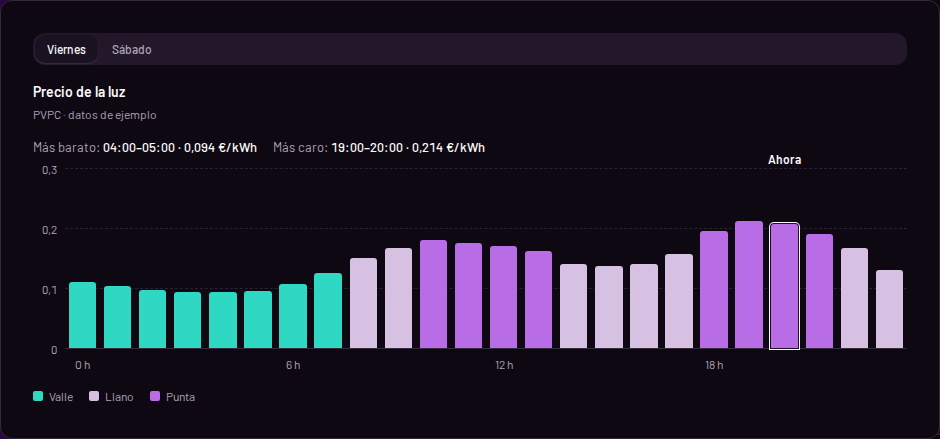 Viernes Sábado
Precio de la luz
PVPC · datos de ejemplo
Más barato: 04:00–05:00 · 0,094 €/kWh Más caro: 19:00–20:00 · 0,214 €/kWh
Ahora
0,3
0,2
0,1
0
0 h 6 h 12 h 18 h
Valle Llano Punta